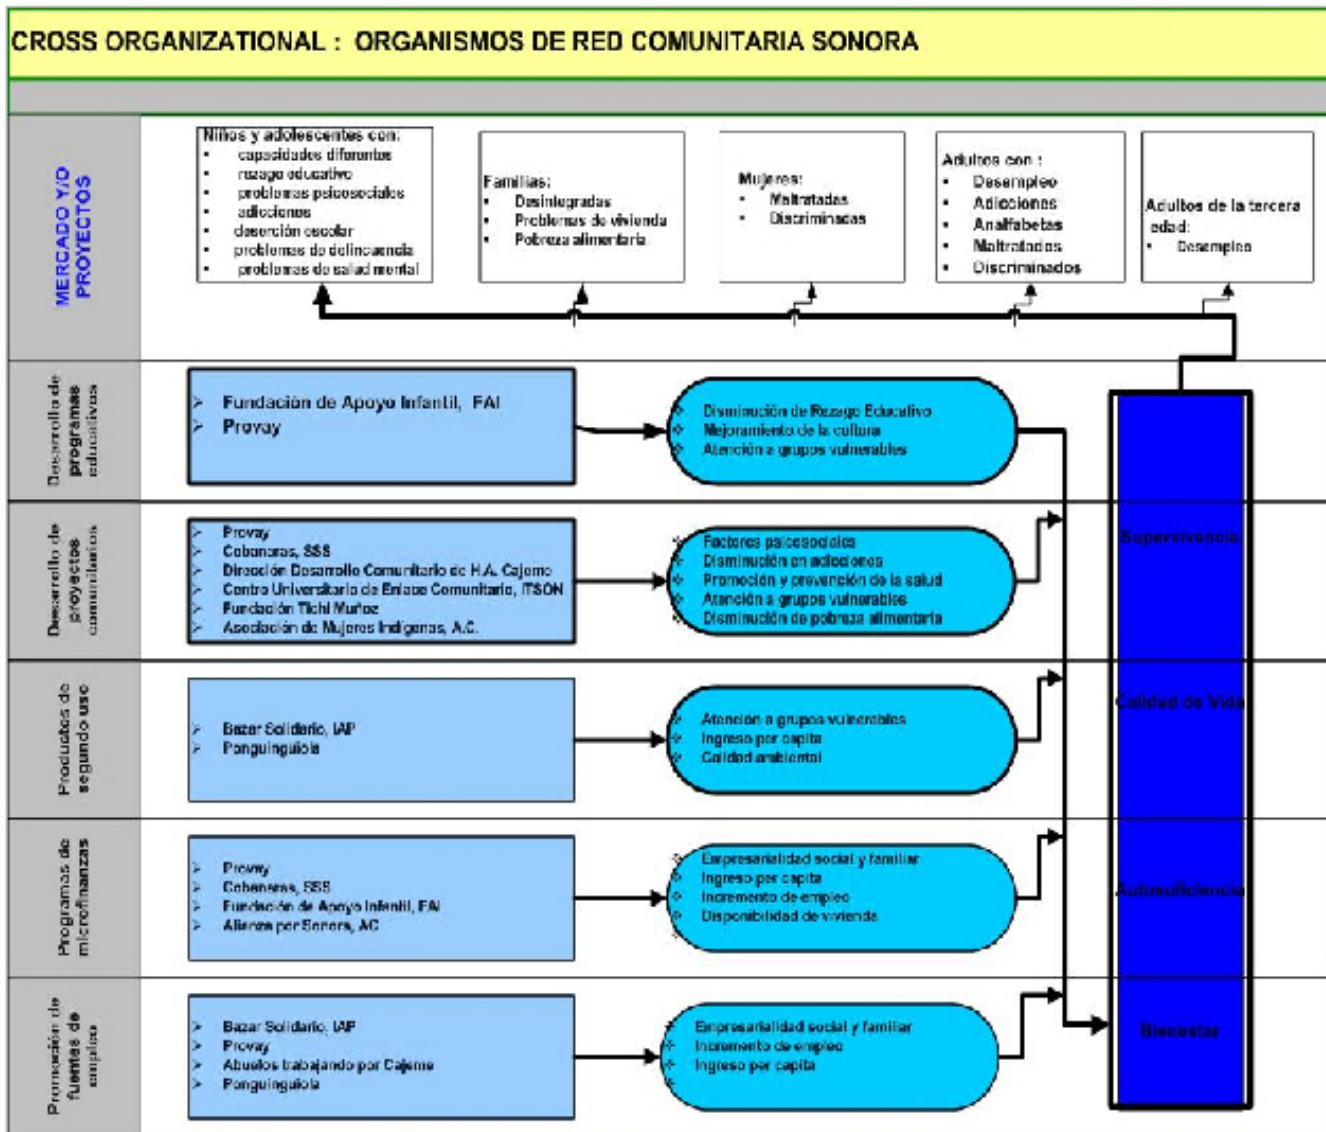 CROSS ORGANIZATIONAL : ORGANISMOS DE RED COMUNITARIA SONORA
MERCADO Y/O
PROYECTOS
Niños y adolescentes con:
capacidades diferentes
rezago educativo
problemas psicosociales
adicciones
deserción escolar
problemas de delincuencia
problemas de salud mental
Familias:
Desintegradas
Problemas de vivienda
Pobreza alimentaria
Mujeres:
Maltratadas
Discriminadas
Adultos con :
Desempleo
Adicciones
Analfabetas
Maltratados
Discriminados
Adultos de la tercera
edad:
Desempleo
Desarrollo de
programas
educativos
Fundación de Apoyo Infantil, FAI
Provay
Disminución de Rezago Educativo
Mejoramiento de la cultura
Atención a grupos vulnerables
Desarrollo de
proyectos
comunitarios
Provay
Cobanaras, SSS
Dirección Desarrollo Comunitario de H.A. Cajeme
Centro Universitario de Enlace Comunitario, ITSON
Fundación Tichi Muñoz
Asociación de Mujeres Indígenas, A.C.
Factores psicosociales
Disminución en adicciones
Promoción y prevención de la salud
Atención a grupos vulnerables
Disminución de pobreza alimentaria
Productos de
segundo uso
Bazar Solidario, IAP
Ponguinguiola
Atención a grupos vulnerables
Ingreso per capita
Calidad ambiental
Programas de
microfinanzas
Provay
Cobanaras, SSS
Fundación de Apoyo Infantil, FAI
Alianza por Sonora, AC
Empresarialidad social y familiar
Ingreso per capita
Incremento de empleo
Disponibilidad de vivienda
Promoción de
fuentes de
empleo
Bazar Solidario, IAP
Provay
Abuelos trabajando por Cajeme
Ponguinguiola
Empresarialidad social y familiar
Incremento de empleo
Ingreso per capita
Supervivencia
Calidad de Vida
Autosuficiencia
Bienestar